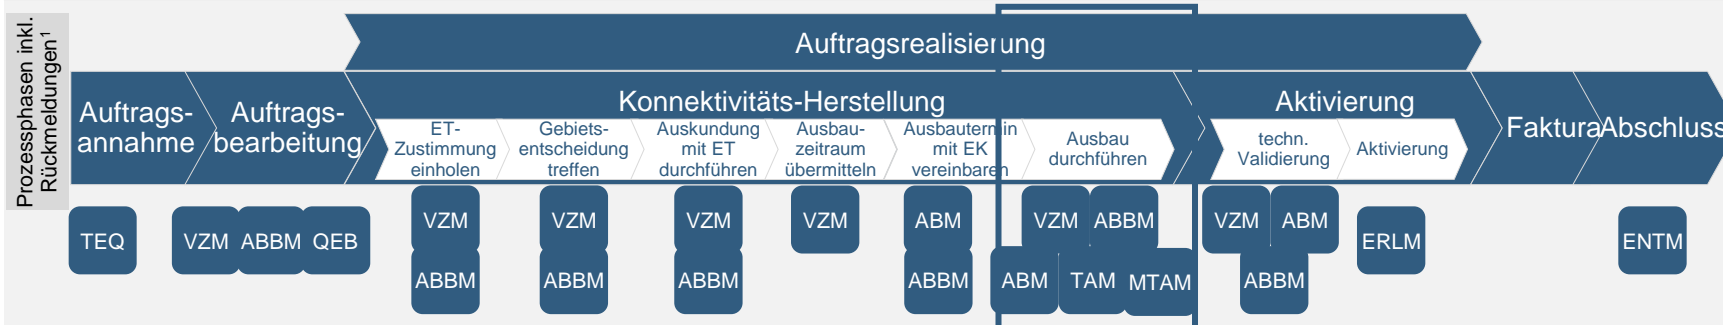 Prozessphasen inkl.
Rückmeldungen¹
Auftragsrealisierung
Auftrags-
annahme
Auftrags-
bearbeitung
Konnektivitäts-Herstellung
ET-
Zustimmung
einholen
Gebiets-
entscheidung
treffen
Auskundung
mit ET
durchführen
Ausbau-
zeitraum
übermitteln
Ausbautermin
mit EK
vereinbaren
Ausbau
durchführen
Aktivierung
techn.
Validierung
Aktivierung
Faktura
Abschluss
TEQ
VZM ABBM QEB
VZM
ABBM
VZM
ABBM
VZM
ABBM
VZM
ABM
ABBM
VZM ABBM
ABM TAM MTAM
VZM ABM
ABBM
ERLM
ENTM